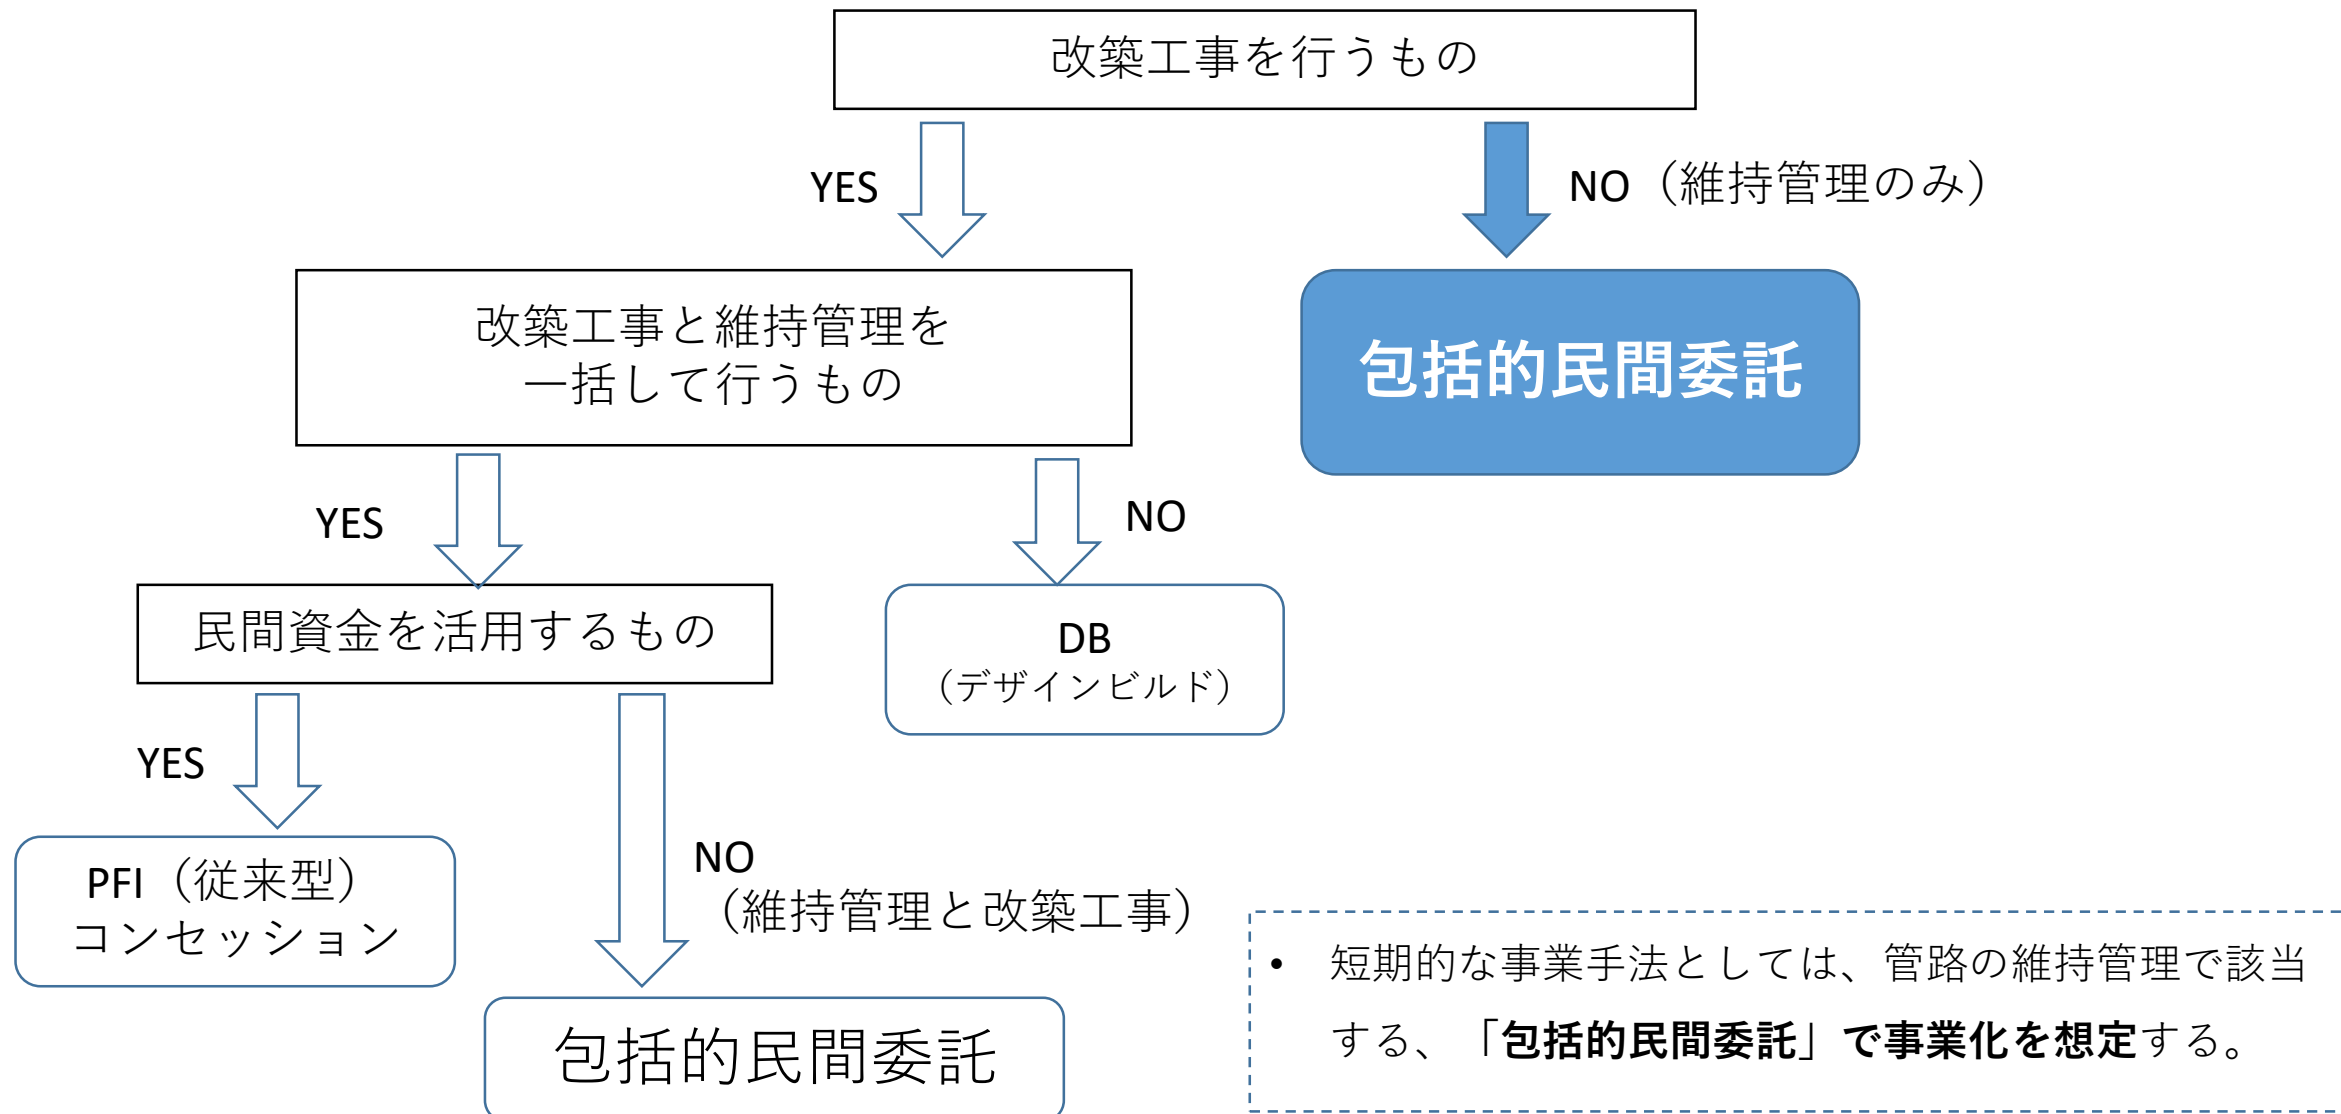 改築工事を行うもの
YES
NO（維持管理のみ）
改築工事と維持管理を
一括して行うもの
包括的民間委託
YES
NO
民間資金を活用するもの
DB
（デザインビルド）
YES
NO
（維持管理と改築工事）
PFI（従来型）
コンセッション
包括的民間委託
• 短期的な事業手法としては、管路の維持管理で該当
する、「包括的民間委託」で事業化を想定する。